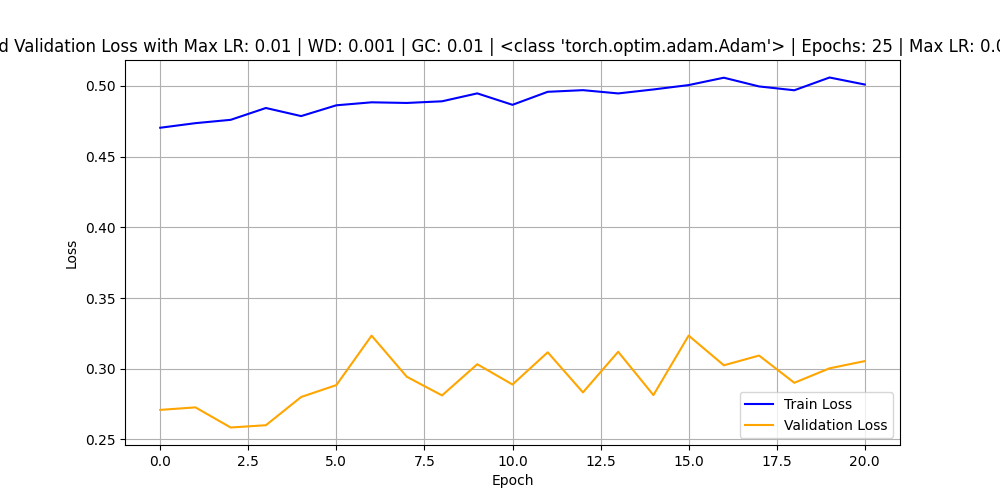 d Validation Loss with Max LR: 0.01 | WD: 0.001 | GC: 0.01 | <class 'torch.optim.adam.Adam'> | Epochs: 25 | Max LR: 0.0
0.50
0.45
0.40
0.35
0.30
0.25
Loss
Train Loss
Validation Loss
0.0 2.5 5.0 7.5 10.0 12.5 15.0 17.5 20.0
Epoch